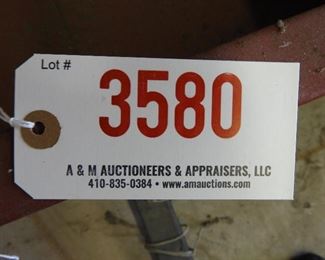 Lot #
3580
A & M AUCTIONEERS & APPRAISERS, LLC
410-835-0384 • www.amauctions.com